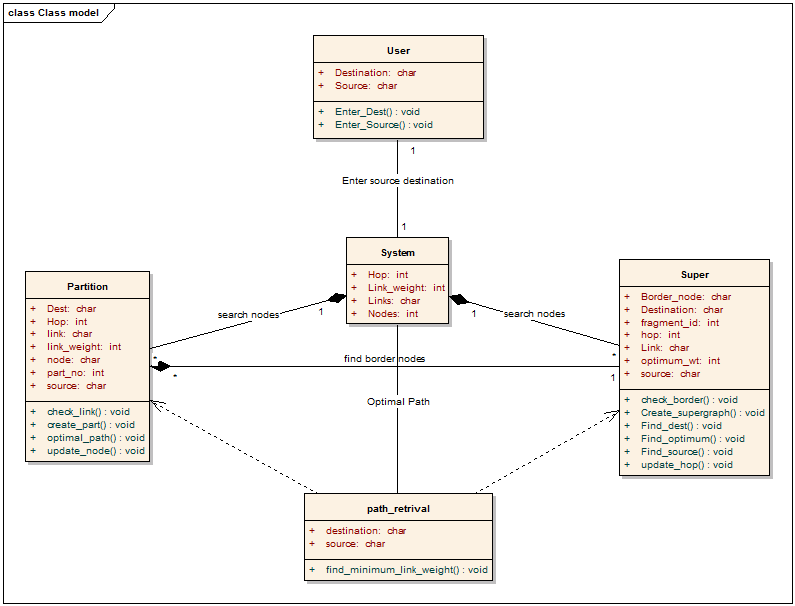 class Class model
User
+ Destination: char
+ Source: char
+ Enter_Dest() : void
+ Enter_Source() : void
1
Enter source destination
1
System
+ Hop: int
+ Link_weight: int
+ Links: char
+ Nodes: int
Partition
+ Dest: char
+ Hop: int
+ link: char
+ link_weight: int
+ node: char
+ part_no: int
+ source: char
+ check_link() : void
+ create_part() : void
+ optimal_path() : void
+ update_node() : void
Super
+ Border_node: char
+ Destination: char
+ fragment_id: int
+ hop: int
+ Link: char
+ optimum_wt: int
+ source: char
+ check_border() : void
+ Create_supergraph() : void
+ Find_dest() : void
+ Find_optimum() : void
+ Find_source() : void
+ update_hop() : void
search nodes
1
*
1
search nodes
*
find border nodes
*
1
Optimal Path
path_retrival
+ destination: char
+ source: char
+ find_minimum_link_weight() : void